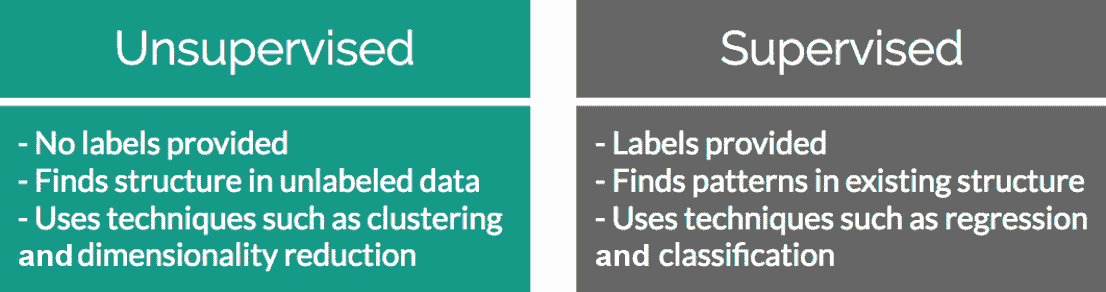 Unsupervised
- No labels provided
- Finds structure in unlabeled data
- Uses techniques such as clustering
and dimensionality reduction
Supervised
- Labels provided
- Finds patterns in existing structure
- Uses techniques such as regression
and classification